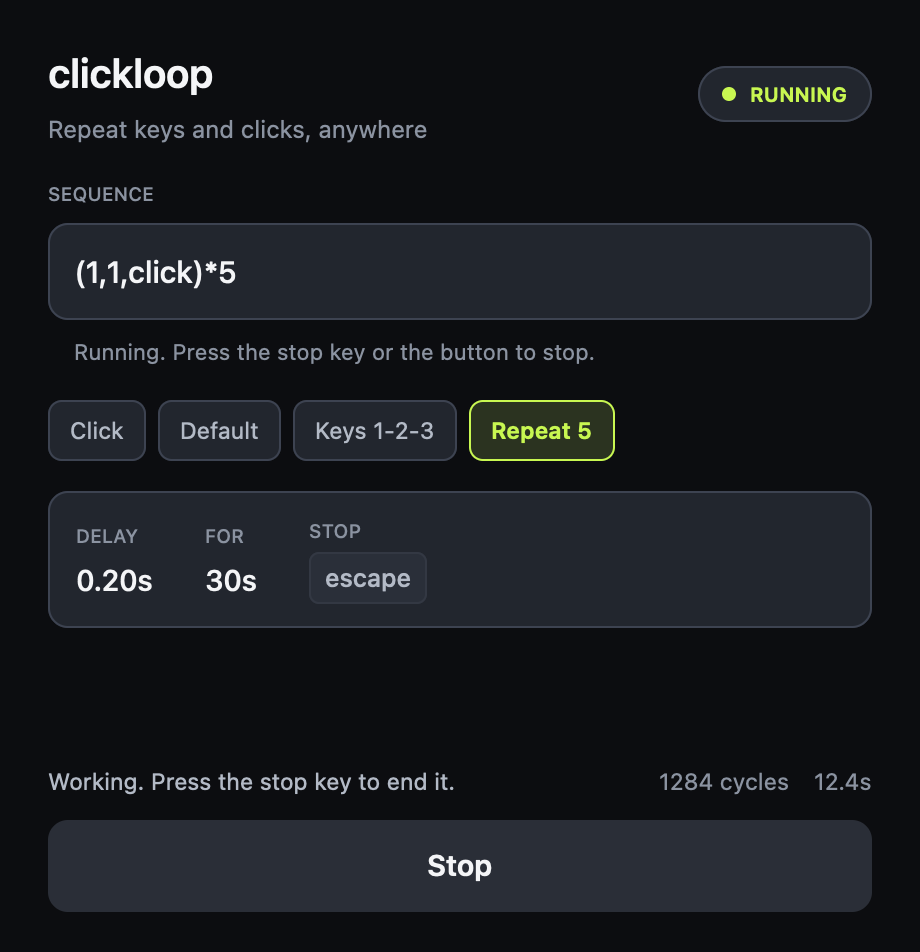 clickloop
RUNNING
Repeat keys and clicks, anywhere
SEQUENCE
(1,1,click)*5
Running. Press the stop key or the button to stop.
Click Default Keys 1-2-3 Repeat 5
DELAY FOR STOP
0.20s 30s escape
Working. Press the stop key to end it. 1284 cycles 12.4s
Stop